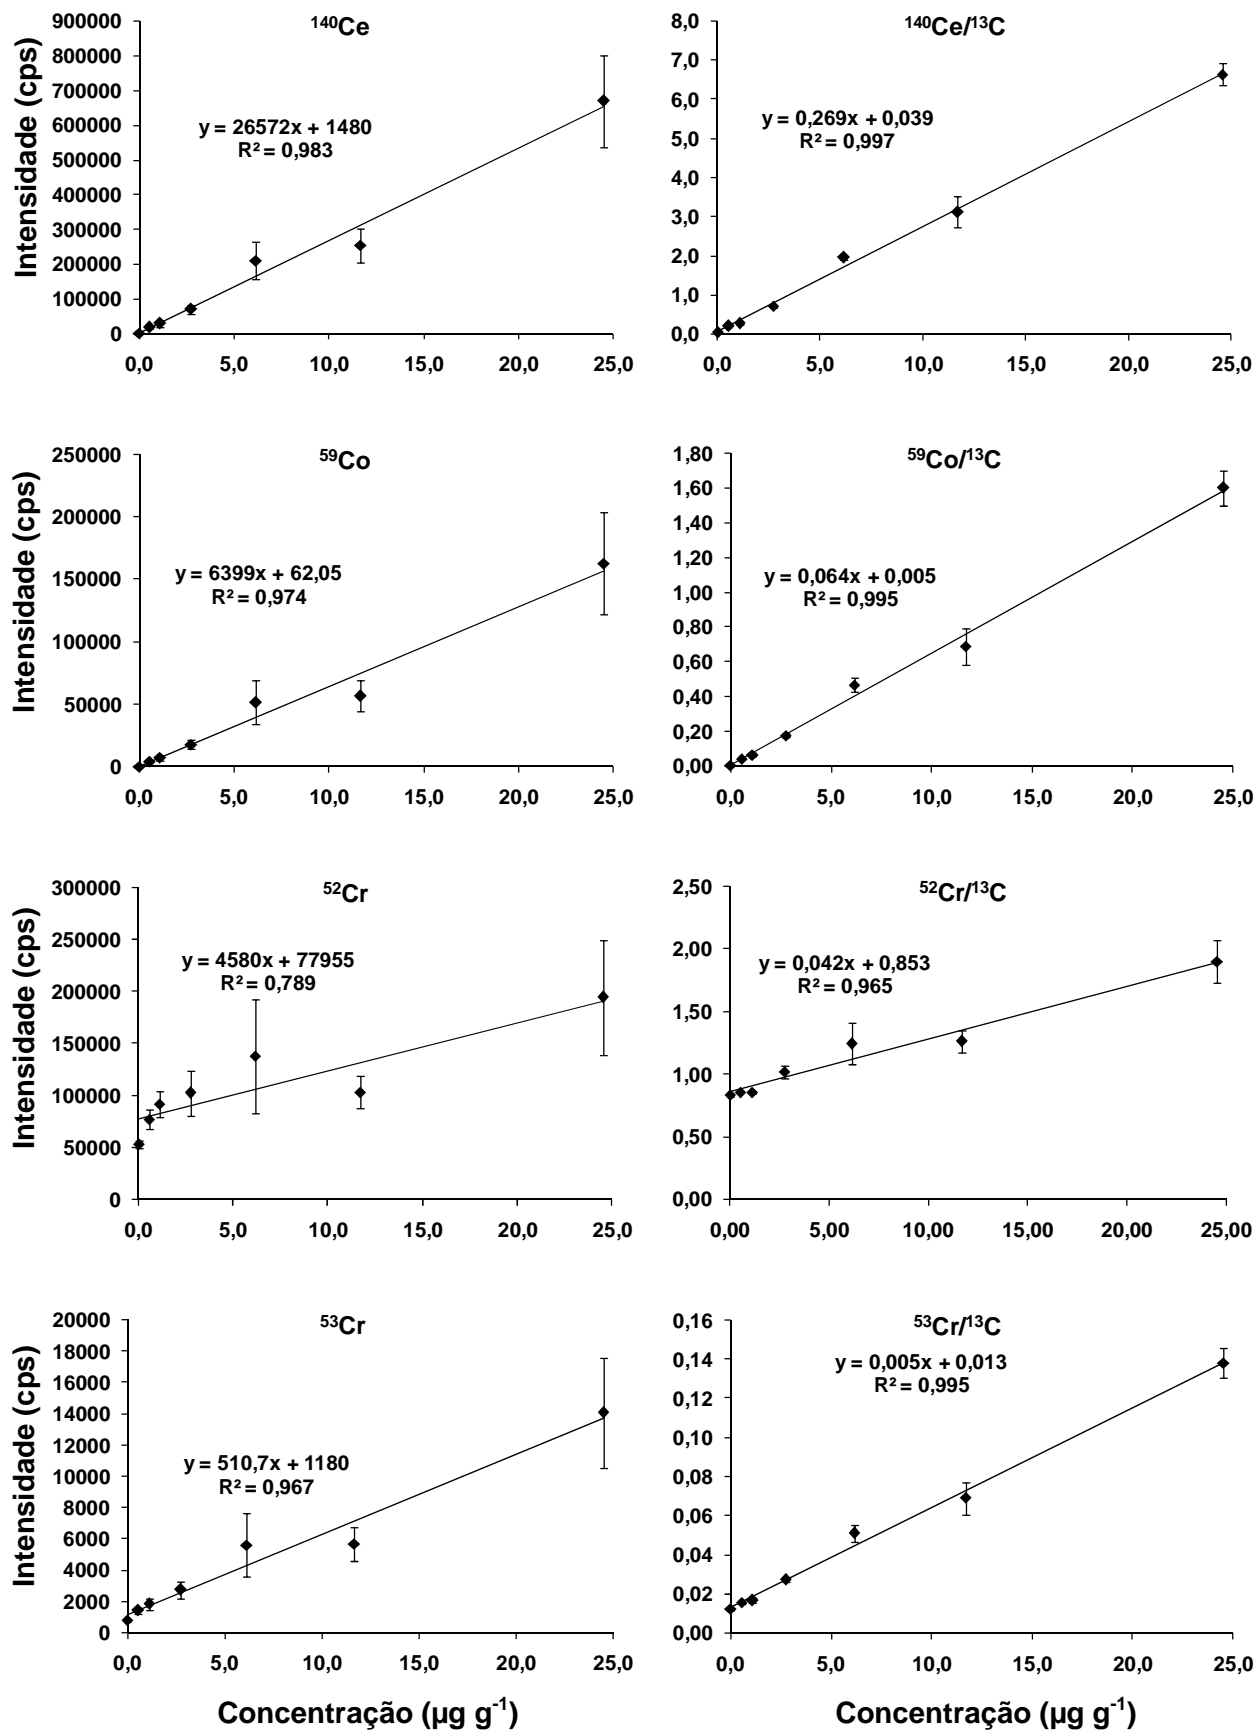 ¹⁴⁰Ce
Intensidade (cps)
900000
800000
700000
600000
500000
400000
300000
200000
100000
0
y = 26572x + 1480
R² = 0,983
0,0 5,0 10,0 15,0 20,0 25,0
¹⁴⁰Ce/¹³C
8,0
7,0
6,0
5,0
4,0
3,0
2,0
1,0
0,0
y = 0,269x + 0,039
R² = 0,997
0,0 5,0 10,0 15,0 20,0 25,0
⁵⁹Co
Intensidade (cps)
250000
200000
150000
100000
50000
0
y = 6399x + 62,05
R² = 0,974
0,0 5,0 10,0 15,0 20,0 25,0
⁵⁹Co/¹³C
1,80
1,60
1,40
1,20
1,00
0,80
0,60
0,40
0,20
0,00
y = 0,064x + 0,005
R² = 0,995
0,0 5,0 10,0 15,0 20,0 25,0
⁵²Cr
Intensidade (cps)
300000
250000
200000
150000
100000
50000
0
y = 4580x + 77955
R² = 0,789
0,0 5,0 10,0 15,0 20,0 25,0
⁵²Cr/¹³C
2,50
2,00
1,50
1,00
0,50
0,00
y = 0,042x + 0,853
R² = 0,965
0,00 5,00 10,00 15,00 20,00 25,00
⁵³Cr
Intensidade (cps)
20000
18000
16000
14000
12000
10000
8000
6000
4000
2000
0
y = 510,7x + 1180
R² = 0,967
0,0 5,0 10,0 15,0 20,0 25,0
Concentração (µg g⁻¹)
⁵³Cr/¹³C
0,16
0,14
0,12
0,10
0,08
0,06
0,04
0,02
0,00
y = 0,005x + 0,013
R² = 0,995
0,0 5,0 10,0 15,0 20,0 25,0
Concentração (µg g⁻¹)